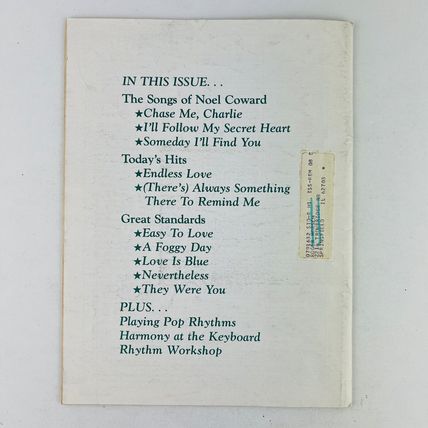 IN THIS ISSUE. . .
The Songs of Noel Coward
★Chase Me, Charlie
★I'll Follow My Secret Heart
★Someday I'll Find You
Today's Hits
★Endless Love
★(There's) Always Something
There To Remind Me
Great Standards
★Easy To Love
★A Foggy Day
★Love Is Blue
★Nevertheless
★They Were You
PLUS. . .
Playing Pop Rhythms
Harmony at the Keyboard
Rhythm Workshop
IL 62703